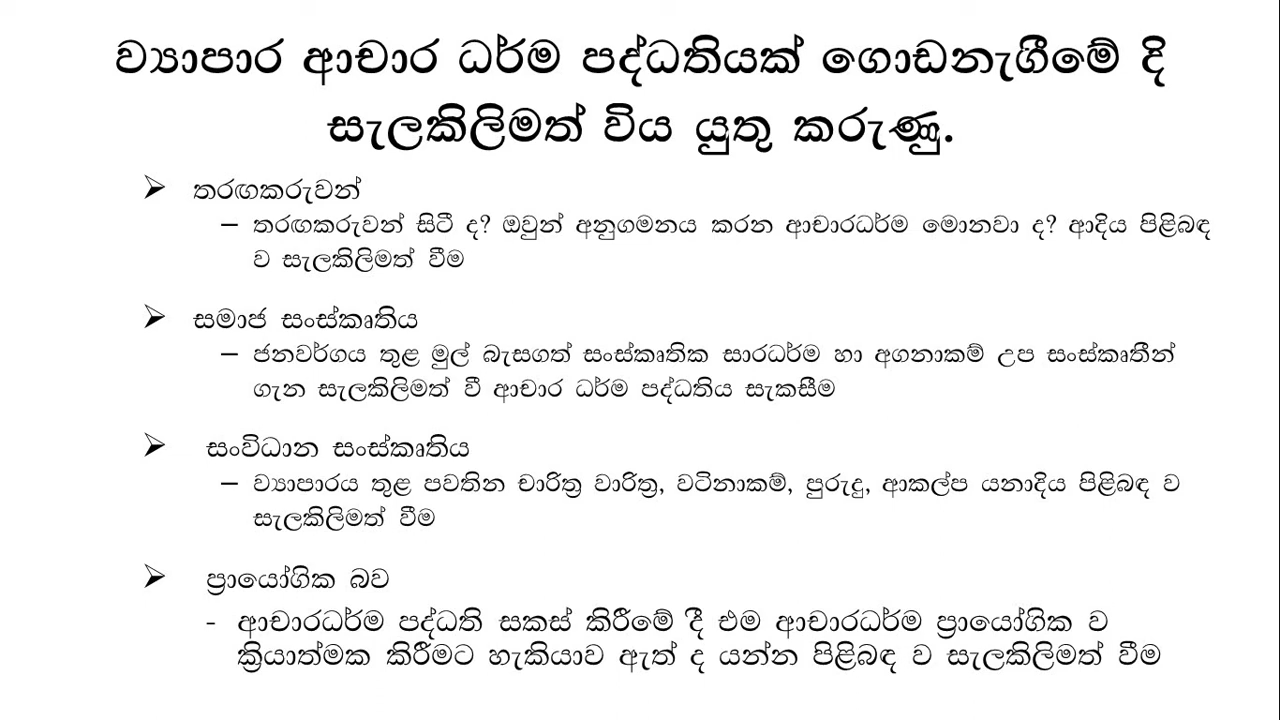 ව්‍යාපාර ආචාර ධර්ම පද්ධතියක් ගොඩනැගීමේ දි
සැලකිලිමත් විය යුතු කරුණු.
➢ තරඟකරුවන්
– තරඟකරුවන් සිටී ද? ඔවුන් අනුගමනය කරන ආචාරධර්ම මොනවා ද? ආදිය පිළිබඳ
ව සැලකිලිමත් වීම
➢ සමාජ සංස්කෘතිය
– ජනවර්ගය තුළ මුල් බැසගත් සංස්කෘතික සාරධර්ම හා අගනාකම් උප සංස්කෘතීන්
ගැන සැලකිලිමත් වී ආචාර ධර්ම පද්ධතිය සැකසීම
➢ සංවිධාන සංස්කෘතිය
– ව්‍යාපාරය තුළ පවතින චාරිත්‍ර වාරිත්‍ර, වටිනාකම්, පුරුදු, ආකල්ප යනාදිය පිළිබඳ ව
සැලකිලිමත් වීම
➢ ප්‍රායෝගික බව
- ආචාරධර්ම පද්ධති සකස් කිරීමේ දී එම ආචාරධර්ම ප්‍රායෝගික ව
ක්‍රියාත්මක කිරීමට හැකියාව ඇත් ද යන්න පිළිබඳ ව සැලකිලිමත් වීම